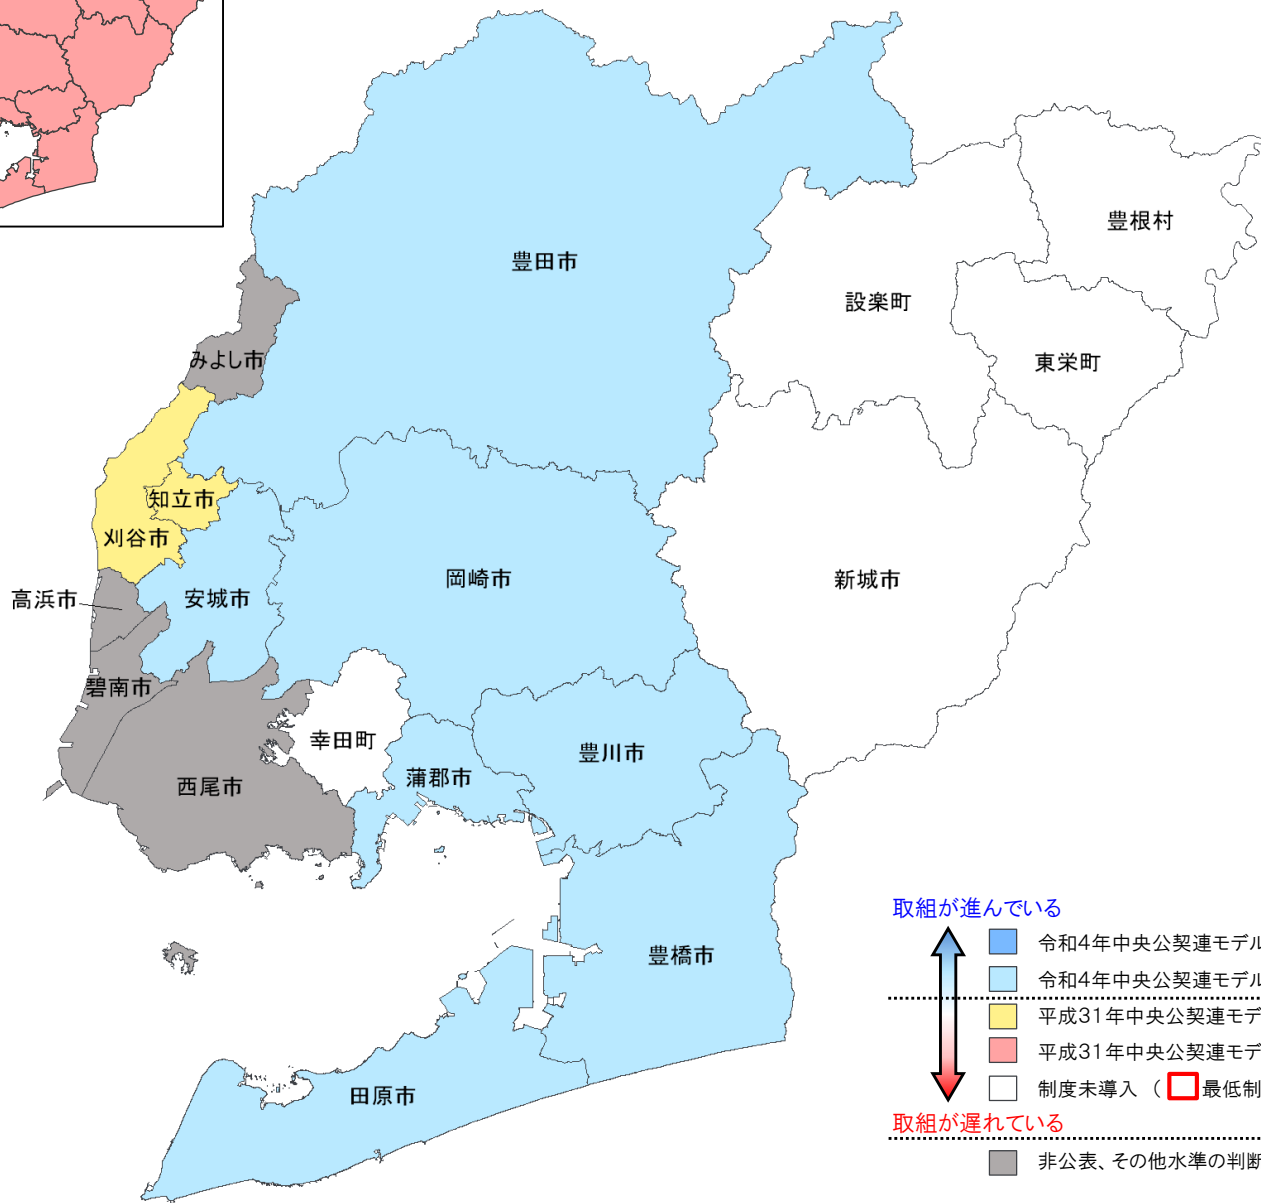 豊根村
豊田市
設楽町
みよし市
東栄町
知立市
刈谷市
岡崎市
新城市
高浜市
安城市
碧南市
幸田町
豊川市
蒲郡市
西尾市
豊橋市
田原市
取組が進んでいる
令和4年中央公契連モデル
令和4年中央公契連モデル
平成31年中央公契連モデ
平成31年中央公契連モデ
制度未導入 ( 最低制
取組が遅れている
非公表、その他水準の判断